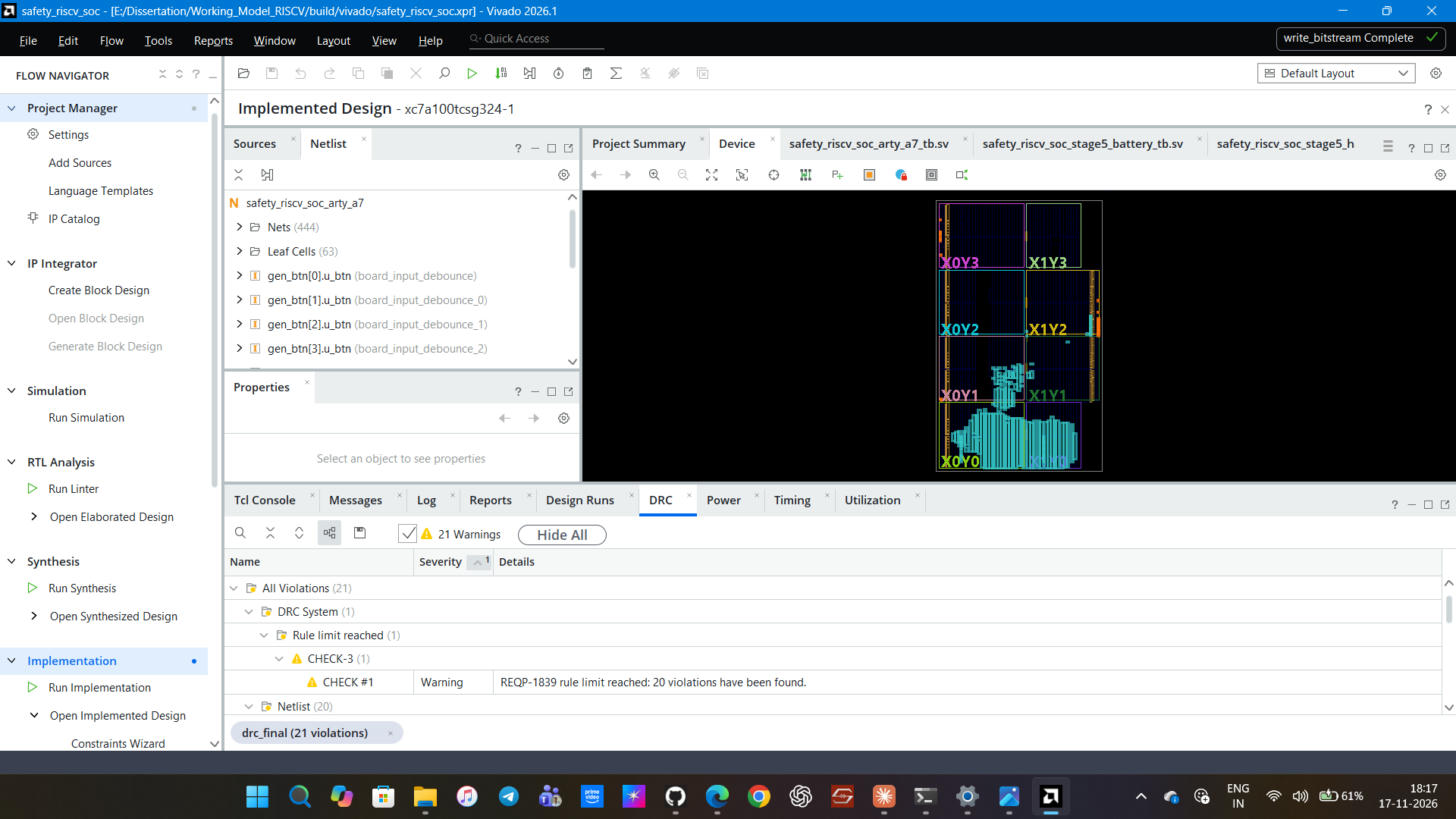 safety_riscv_soc - [E:/Dissertation/Working_Model_RISCV/build/vivado/safety_riscv_soc.xpr] - Vivado 2026.1
File Edit Flow Tools Reports Window Layout View Help Quick Access write_bitstream Complete
Default Layout
FLOW NAVIGATOR
Project Manager
Settings
Add Sources
Language Templates
IP Catalog
IP Integrator
Create Block Design
Open Block Design
Generate Block Design
Simulation
Run Simulation
RTL Analysis
Run Linter
Open Elaborated Design
Synthesis
Run Synthesis
Open Synthesized Design
Implementation
Run Implementation
Open Implemented Design
Constraints Wizard
Implemented Design - xc7a100tcsg324-1
Sources Netlist
N safety_riscv_soc_arty_a7
Nets (444)
Leaf Cells (63)
gen_btn[0].u_btn (board_input_debounce)
gen_btn[1].u_btn (board_input_debounce_0)
gen_btn[2].u_btn (board_input_debounce_1)
gen_btn[3].u_btn (board_input_debounce_2)
Properties
Select an object to see properties
Project Summary Device safety_riscv_soc_arty_a7_tb.sv safety_riscv_soc_stage5_battery_tb.sv safety_riscv_soc_stage5_h
X0Y3 X1Y3
X0Y2 X1Y2
X0Y1 X1Y1
X0Y0 X1Y0
Tcl Console Messages Log Reports Design Runs DRC Power Timing Utilization
21 Warnings Hide All
Name Severity 1 Details
All Violations (21)
DRC System (1)
Rule limit reached (1)
CHECK-3 (1)
CHECK #1 Warning REQP-1839 rule limit reached: 20 violations have been found.
Netlist (20)
drc_final (21 violations)
prime video
ENG
IN
61%
18:17
17-11-2026